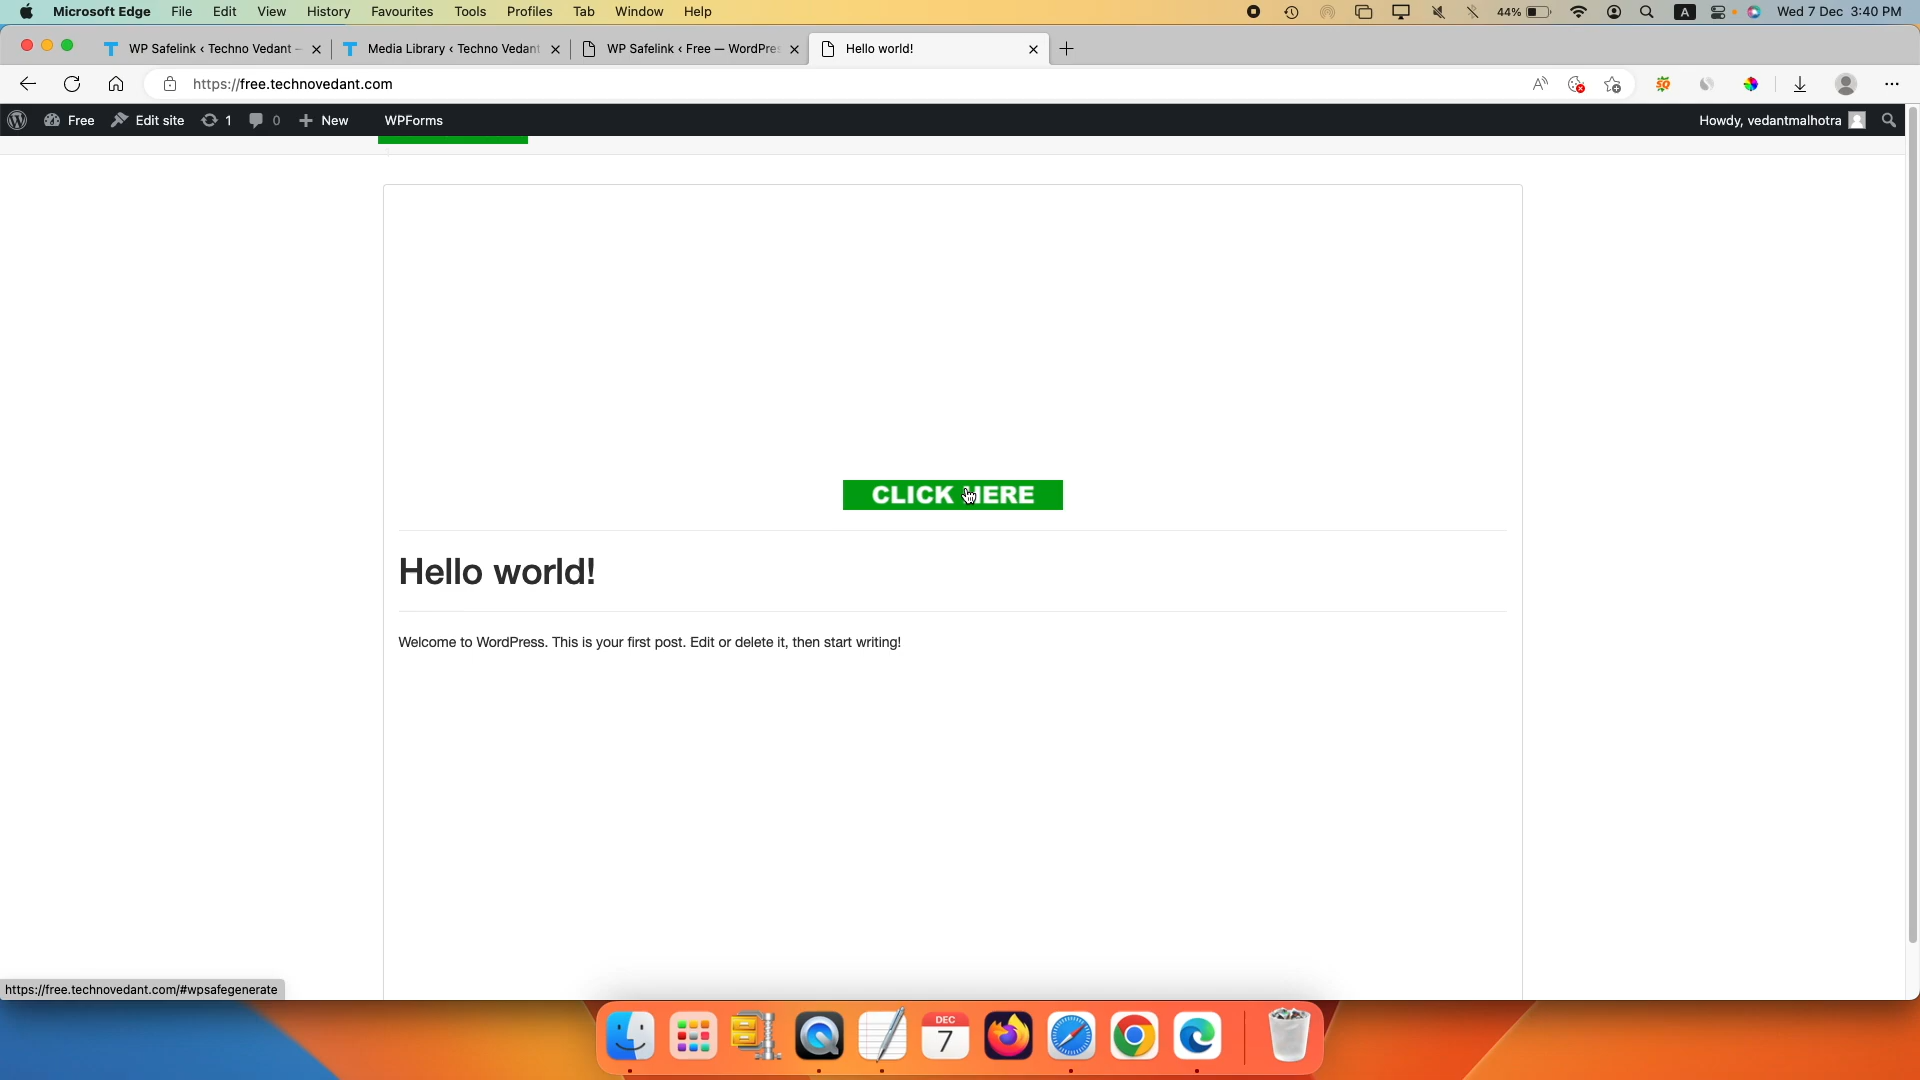 Microsoft Edge File Edit View History Favourites Tools Profiles Tab Window Help 44% A Wed 7 Dec 3:40 PM
WP Safelink ‹ Techno Vedant – Media Library ‹ Techno Vedant WP Safelink ‹ Free — WordPre Hello world!
https://free.technovedant.com
Free Edit site 1 0 New WPForms Howdy, vedantmalhotra
CLICK HERE
Hello world!
Welcome to WordPress. This is your first post. Edit or delete it, then start writing!
https://free.technovedant.com/#wpsafegenerate
DEC
7